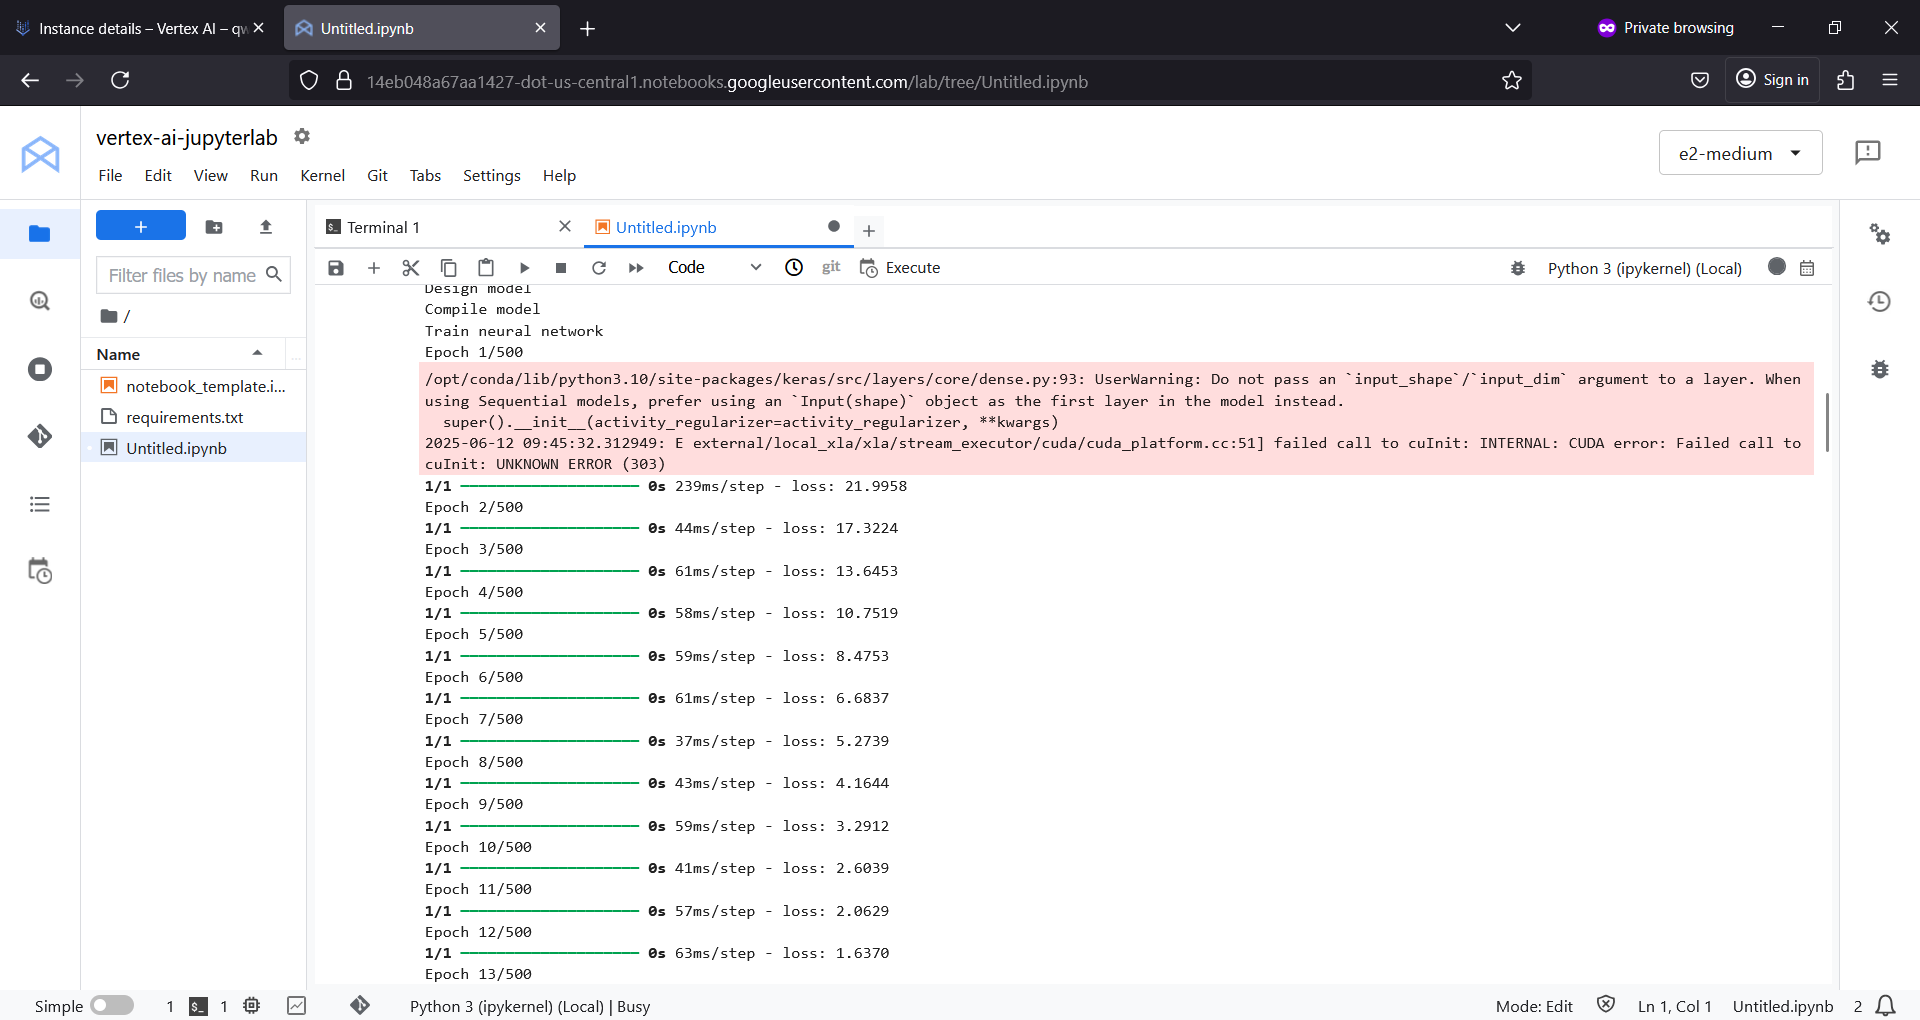 Instance details – Vertex AI – qw
Untitled.ipynb
Private browsing
14eb048a67aa1427-dot-us-central1.notebooks.googleusercontent.com/lab/tree/Untitled.ipynb
Sign in
vertex-ai-jupyterlab
e2-medium
File Edit View Run Kernel Git Tabs Settings Help
Terminal 1
Untitled.ipynb
Code
git
Execute
Python 3 (ipykernel) (Local)
Filter files by name
/
Name
...
notebook_template.i...
requirements.txt
Untitled.ipynb
Design model
Compile model
Train neural network
Epoch 1/500
/opt/conda/lib/python3.10/site-packages/keras/src/layers/core/dense.py:93: UserWarning: Do not pass an `input_shape`/`input_dim` argument to a layer. When
using Sequential models, prefer using an `Input(shape)` object as the first layer in the model instead.
super().__init__(activity_regularizer=activity_regularizer, **kwargs)
2025-06-12 09:45:32.312949: E external/local_xla/xla/stream_executor/cuda/cuda_platform.cc:51] failed call to cuInit: INTERNAL: CUDA error: Failed call to
cuInit: UNKNOWN ERROR (303)
1/1 0s 239ms/step - loss: 21.9958
Epoch 2/500
1/1 0s 44ms/step - loss: 17.3224
Epoch 3/500
1/1 0s 61ms/step - loss: 13.6453
Epoch 4/500
1/1 0s 58ms/step - loss: 10.7519
Epoch 5/500
1/1 0s 59ms/step - loss: 8.4753
Epoch 6/500
1/1 0s 61ms/step - loss: 6.6837
Epoch 7/500
1/1 0s 37ms/step - loss: 5.2739
Epoch 8/500
1/1 0s 43ms/step - loss: 4.1644
Epoch 9/500
1/1 0s 59ms/step - loss: 3.2912
Epoch 10/500
1/1 0s 41ms/step - loss: 2.6039
Epoch 11/500
1/1 0s 57ms/step - loss: 2.0629
Epoch 12/500
1/1 0s 63ms/step - loss: 1.6370
Epoch 13/500
Simple 1 1 Python 3 (ipykernel) (Local) | Busy Mode: Edit Ln 1, Col 1 Untitled.ipynb 2